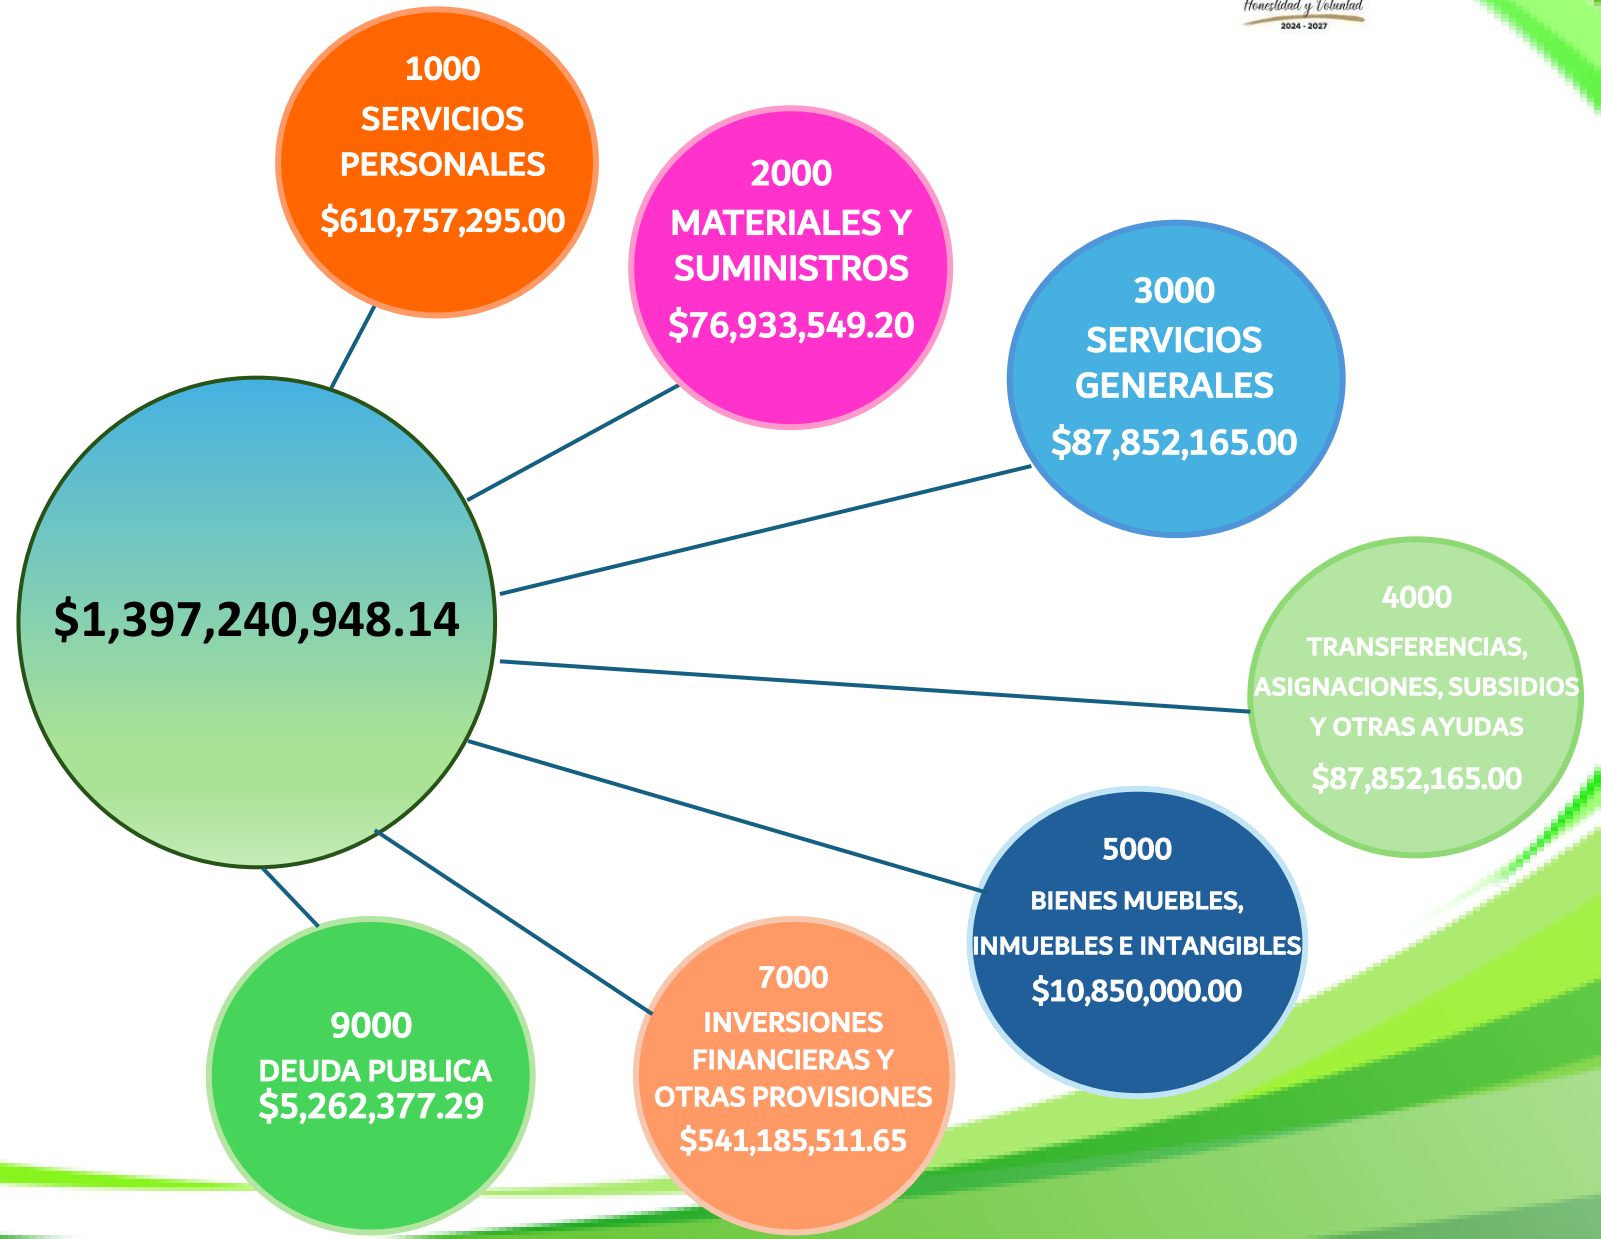 Honestidad y Voluntad
2024 - 2027
1000
SERVICIOS
PERSONALES
$610,757,295.00
2000
MATERIALES Y
SUMINISTROS
$76,933,549.20
3000
SERVICIOS
GENERALES
$87,852,165.00
$1,397,240,948.14
4000
TRANSFERENCIAS,
ASIGNACIONES, SUBSIDIOS
Y OTRAS AYUDAS
$87,852,165.00
5000
BIENES MUEBLES,
INMUEBLES E INTANGIBLES
$10,850,000.00
7000
INVERSIONES
FINANCIERAS Y
OTRAS PROVISIONES
$541,185,511.65
9000
DEUDA PUBLICA
$5,262,377.29